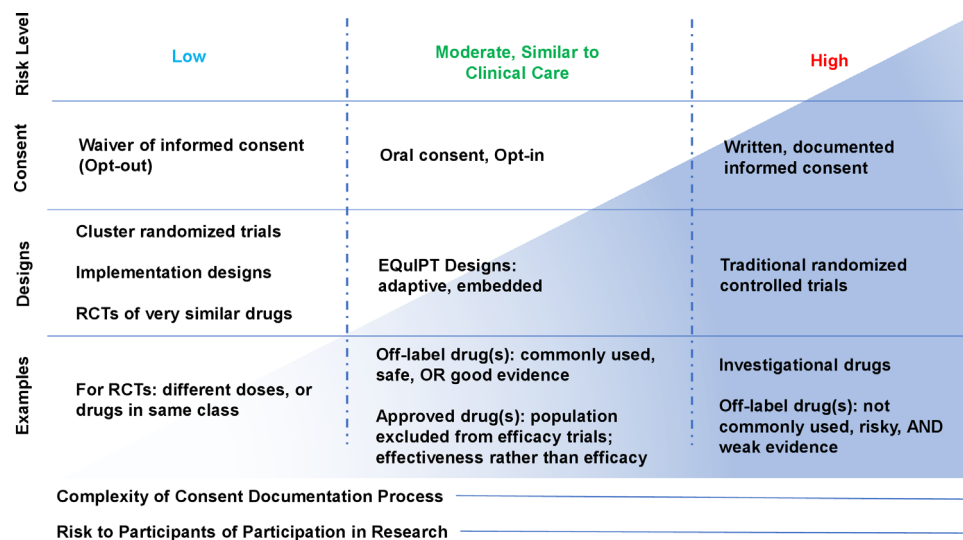 Risk Level
Low
Moderate, Similar to
Clinical Care
High
Consent
Waiver of informed consent
(Opt-out)
Oral consent, Opt-in
Written, documented
informed consent
Designs
Cluster randomized trials
Implementation designs
RCTs of very similar drugs
EQuIPT Designs:
adaptive, embedded
Traditional randomized
controlled trials
Examples
For RCTs: different doses, or
drugs in same class
Off-label drug(s): commonly used,
safe, OR good evidence
Approved drug(s): population
excluded from efficacy trials;
effectiveness rather than efficacy
Investigational drugs
Off-label drug(s): not
commonly used, risky, AND
weak evidence
Complexity of Consent Documentation Process
Risk to Participants of Participation in Research